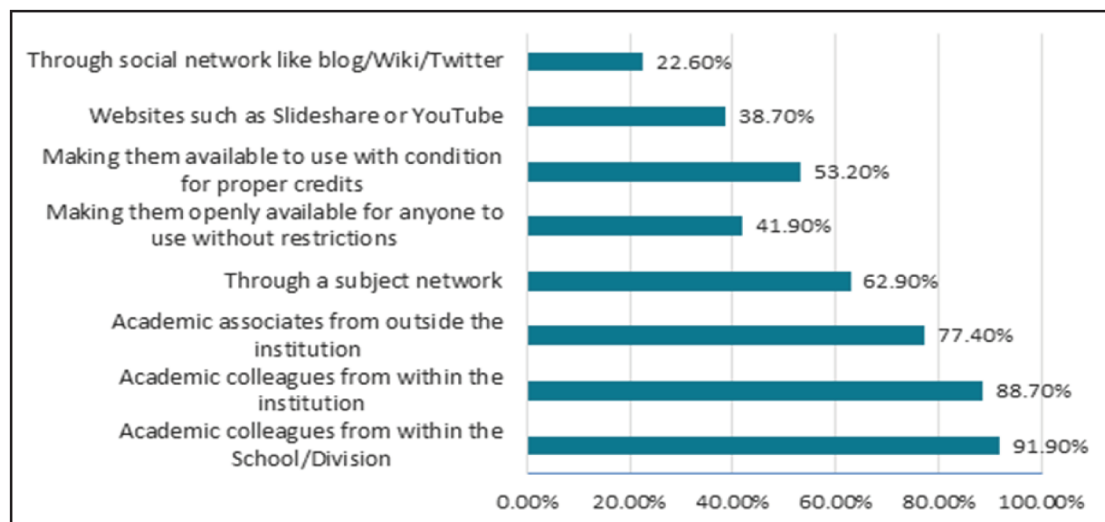 Through social network like blog/Wiki/Twitter
22.60%
Websites such as Slideshare or YouTube
38.70%
Making them available to use with condition
for proper credits
53.20%
Making them openly available for anyone to
use without restrictions
41.90%
Through a subject network
62.90%
Academic associates from outside the
institution
77.40%
Academic colleagues from within the
institution
88.70%
Academic colleagues from within the
School/Division
91.90%
0.00% 20.00% 40.00% 60.00% 80.00% 100.00%